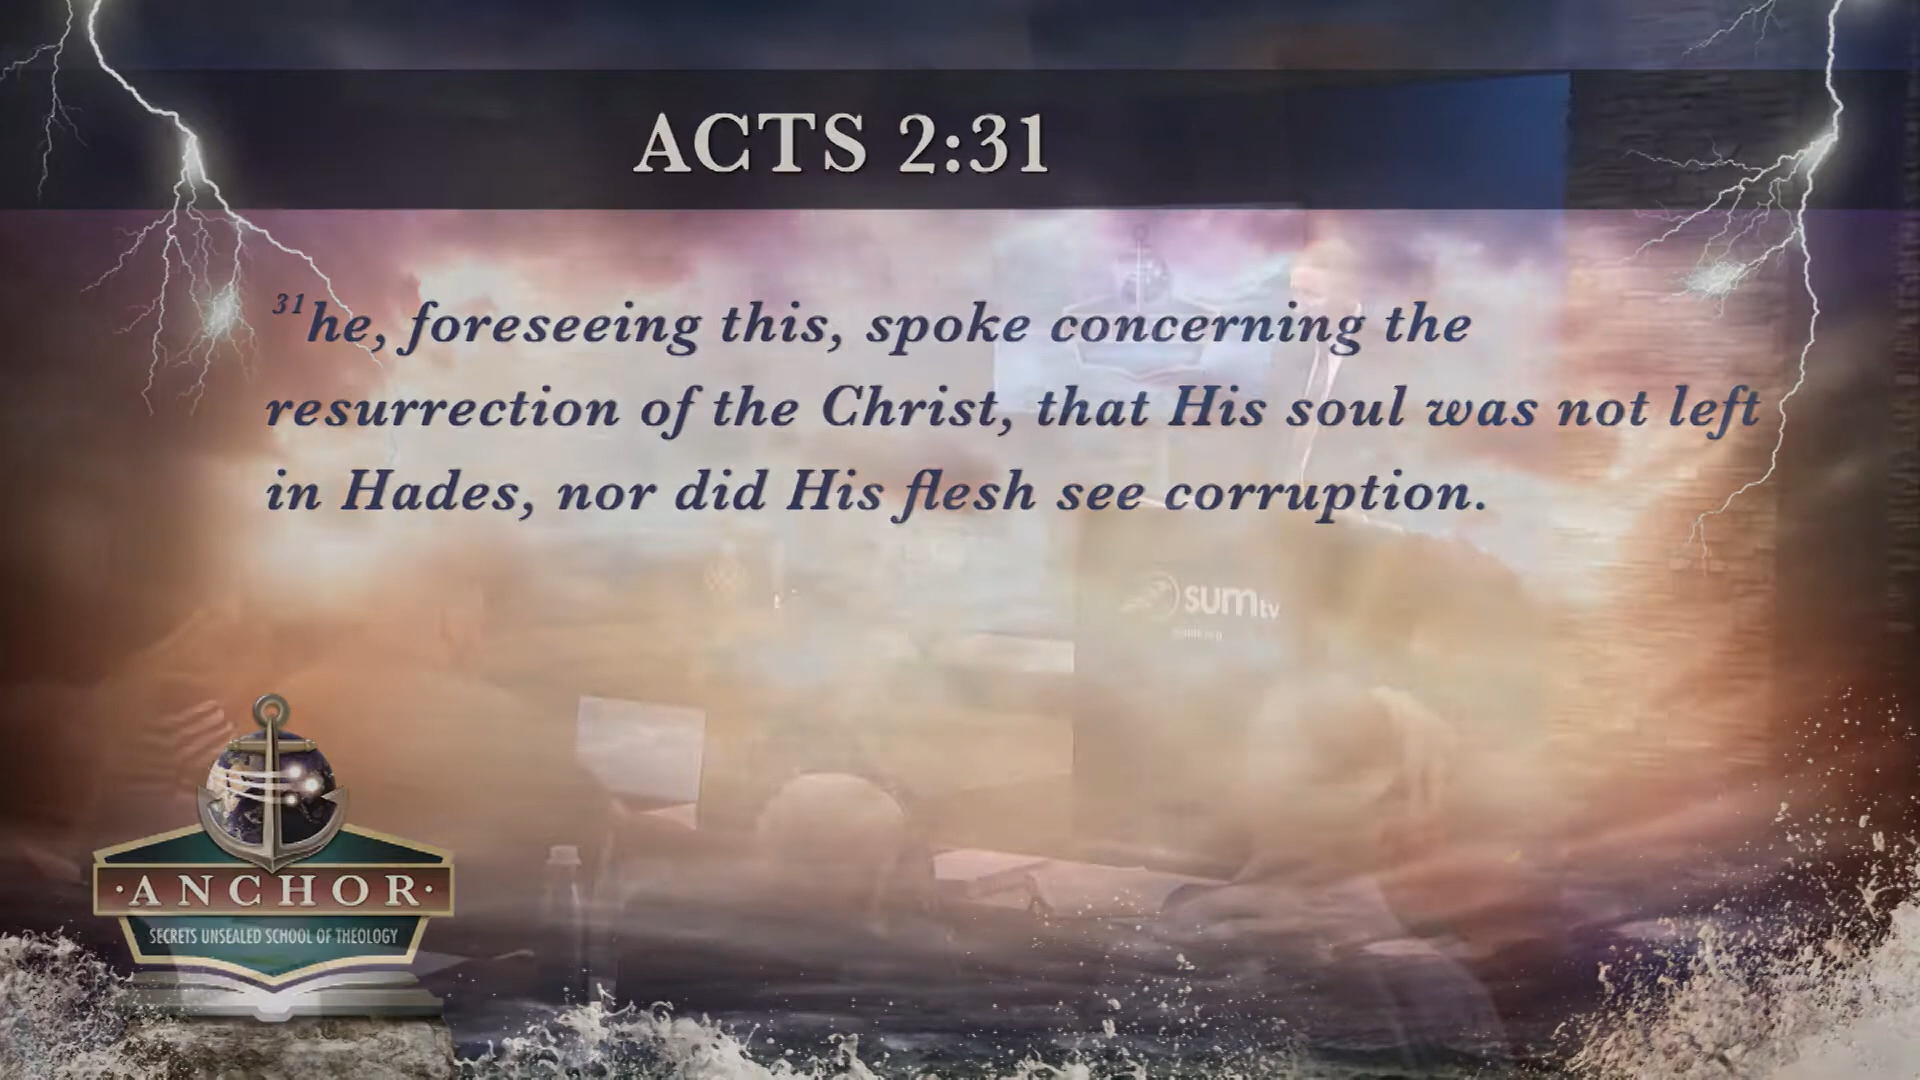 ACTS 2:31
31he, foreseeing this, spoke concerning the
resurrection of the Christ, that His soul was not left
in Hades, nor did His flesh see corruption.
sumtv
·ANCHOR·
SECRETS UNSEALED SCHOOL OF THEOLOGY